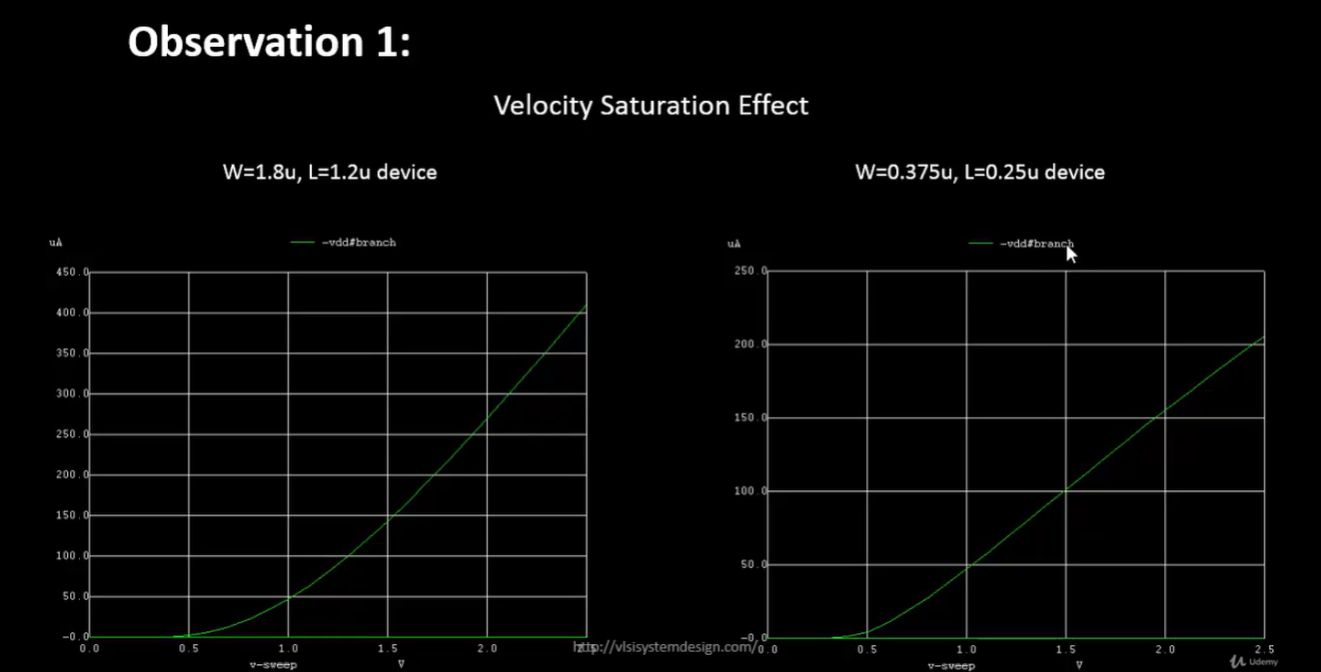 Observation 1:
Velocity Saturation Effect
W=1.8u, L=1.2u device
W=0.375u, L=0.25u device
uA
-vdd#branch
450.0
400.0
350.0
300.0
250.0
200.0
150.0
100.0
50.0
-0.0
0.0 0.5 1.0 1.5 2.0 2.5
v-sweep V
uA
-vdd#branch
250.0
200.0
150.0
100.0
50.0
-0.0
0.0 0.5 1.0 1.5 2.0 2.5
v-sweep V
http://vlsisystemdesign.com/
Udemy